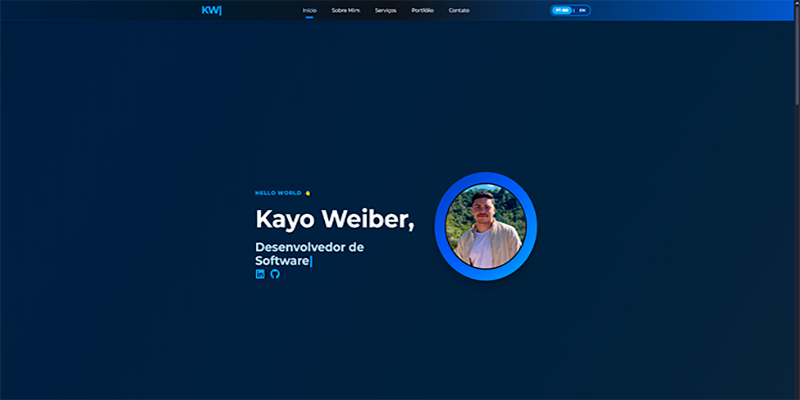 KW|
Início
Sobre Mim
Serviços
Portfólio
Contato
PT-BR | EN
HELLO WORLD 👋
Kayo Weiber,
Desenvolvedor de
Software|